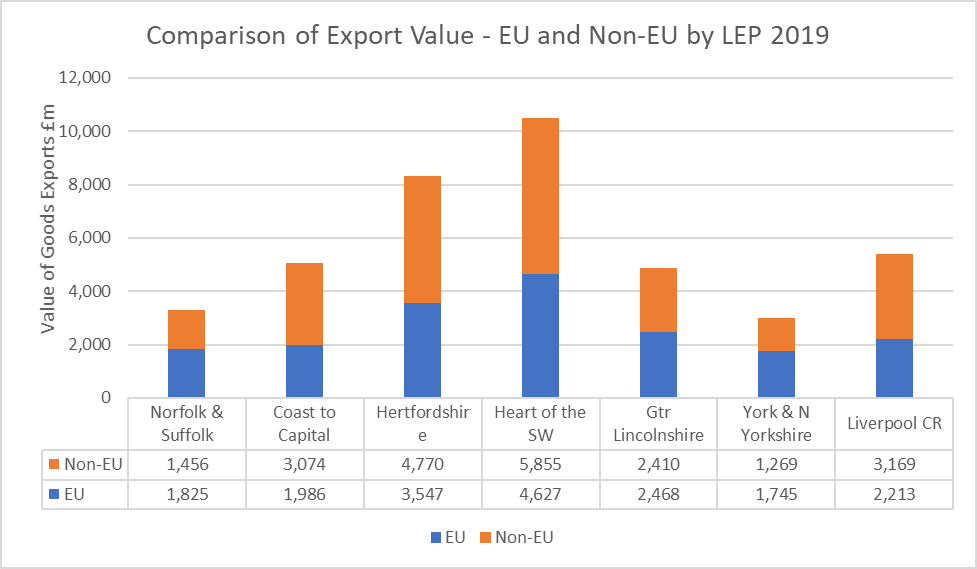 Comparison of Export Value - EU and Non-EU by LEP 2019
Value of Goods Exports £m
12,000
10,000
8,000
6,000
4,000
2,000
0
Norfolk & Suffolk
Coast to Capital
Hertfordshir e
Heart of the SW
Gtr Lincolnshire
York & N Yorkshire
Liverpool CR
Non-EU 1,456 3,074 4,770 5,855 2,410 1,269 3,169
EU 1,825 1,986 3,547 4,627 2,468 1,745 2,213
EU Non-EU